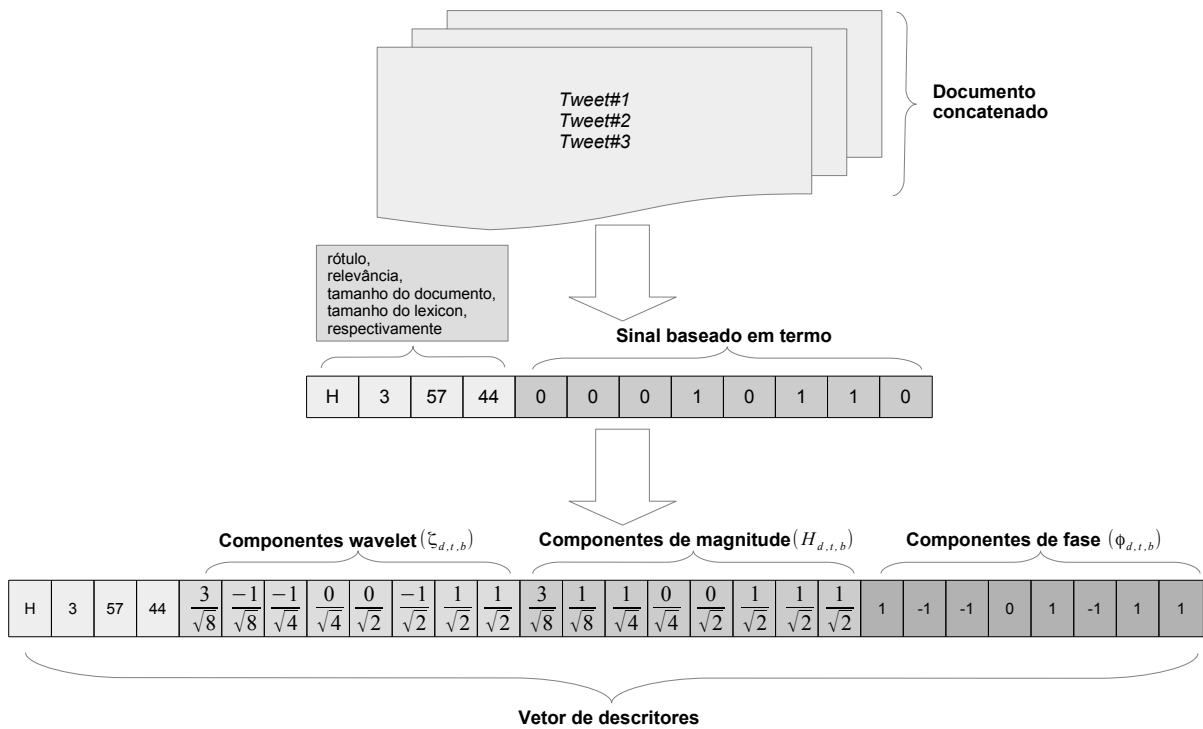 Tweet#1
Tweet#2
Tweet#3
Documento
concatenado
rótulo,
relevância,
tamanho do documento,
tamanho do lexicon,
respectivamente
Sinal baseado em termo
H 3 57 44 0 0 0 1 0 1 1 0
Componentes wavelet (ζ_{d,t,b}) Componentes de magnitude (H_{d,t,b}) Componentes de fase (ϕ_{d,t,b})
H 3 57 44 3/√8 -1/√8 -1/√4 0/√4 0/√2 -1/√2 1/√2 1/√2 3/√8 1/√8 1/√4 0/√4 0/√2 1/√2 1/√2 1/√2 1 -1 -1 0 1 -1 1 1
Vetor de descritores